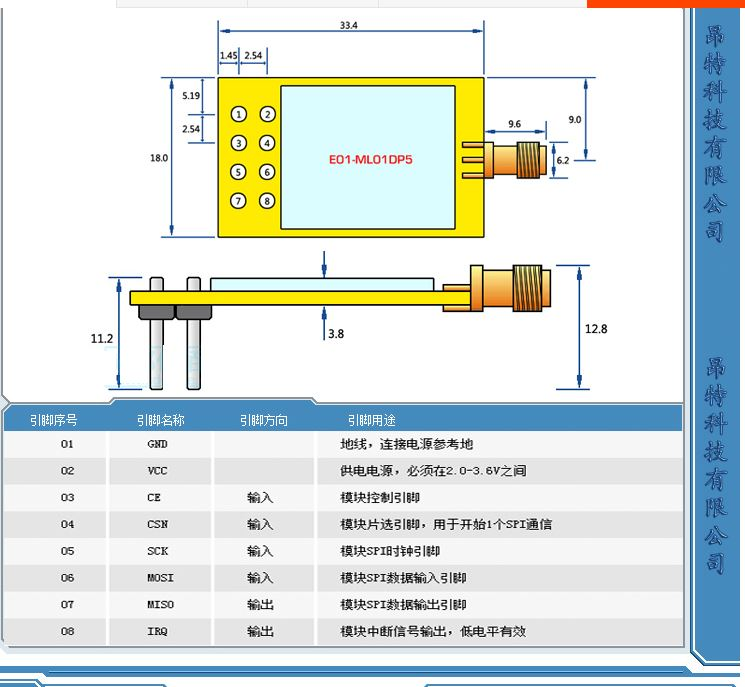 33.4
1.45
2.54
5.19
2.54
18.0
1
2
3
4
5
6
7
8
E01-ML01DP5
9.6
9.0
6.2
11.2
3.8
12.8
引脚序号 引脚名称 引脚方向 引脚用途
01 GND 地线，连接电源参考地
02 VCC 供电电源，必须在2.0-3.6V之间
03 CE 输入 模块控制引脚
04 CSN 输入 模块片选引脚，用于开始1个SPI通信
05 SCK 输入 模块SPI时钟引脚
06 MOSI 输入 模块SPI数据输入引脚
07 MISO 输出 模块SPI数据输出引脚
08 IRQ 输出 模块中断信号输出，低电平有效
昂特科技有限公司
昂特科技有限公司